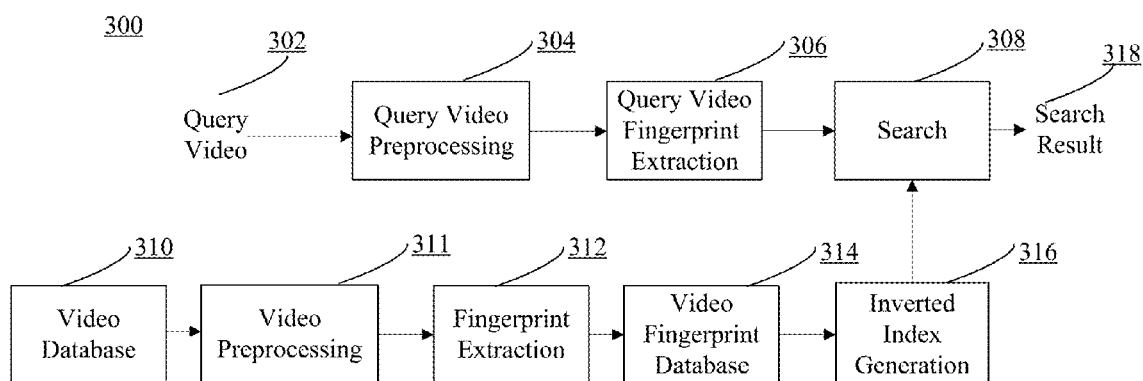 300
302
304
306
308
318
Query
Video
Query Video
Preprocessing
Query Video
Fingerprint
Extraction
Search
Search
Result
310
311
312
314
316
Video
Database
Video
Preprocessing
Fingerprint
Extraction
Video
Fingerprint
Database
Inverted
Index
Generation